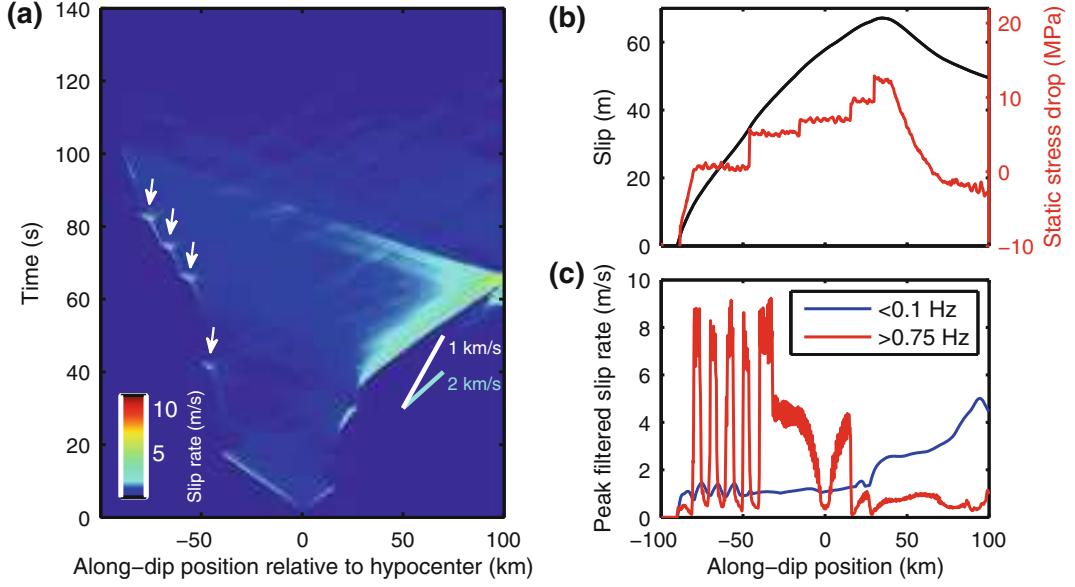 (a)
140
120
100
80
60
40
20
0
Time (s)
10
5
Slip rate (m/s)
1 km/s
2 km/s
−50
0
50
100
Along−dip position relative to hypocenter (km)
(b)
60
40
20
0
Slip (m)
20
10
0
−10
Static stress drop (MPa)
(c)
10
8
6
4
2
0
Peak filtered slip rate (m/s)
<0.1 Hz
>0.75 Hz
−100
−50
0
50
100
Along−dip position (km)